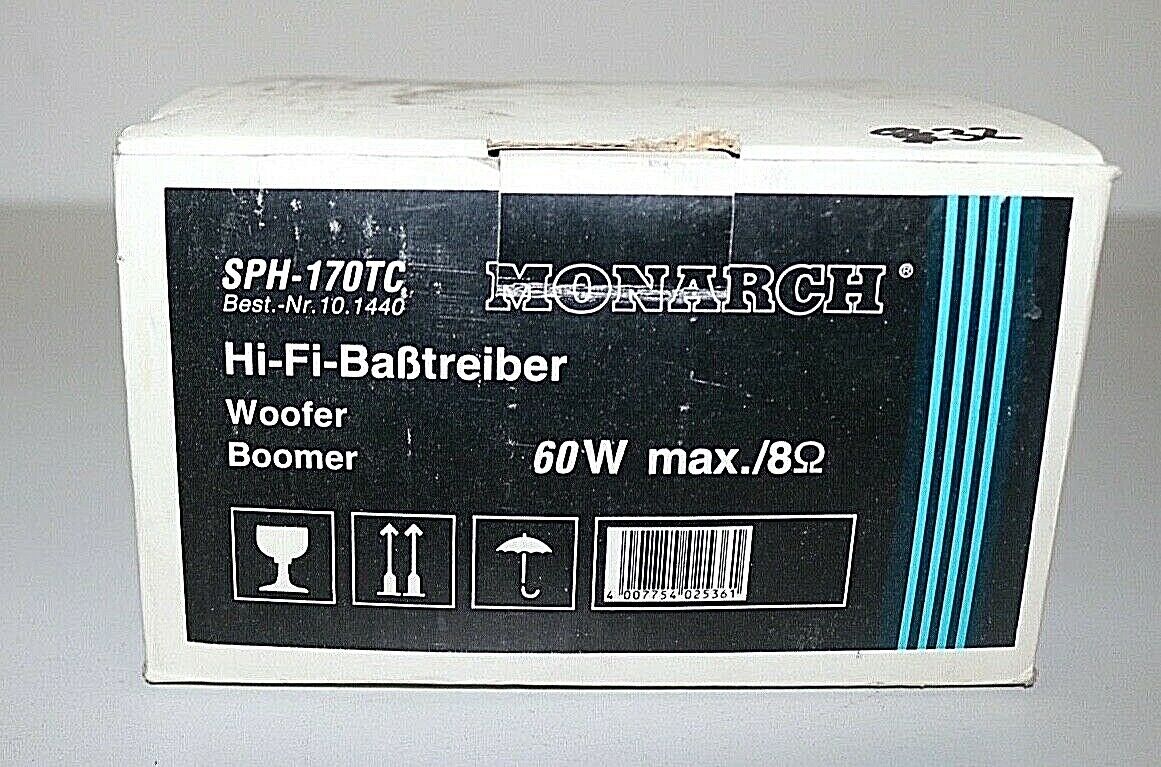 SPH-170TC
Best.-Nr.10.1440
MONARCH®
Hi-Fi-Baßtreiber
Woofer
Boomer
60W max./8Ω
4 007754 025361